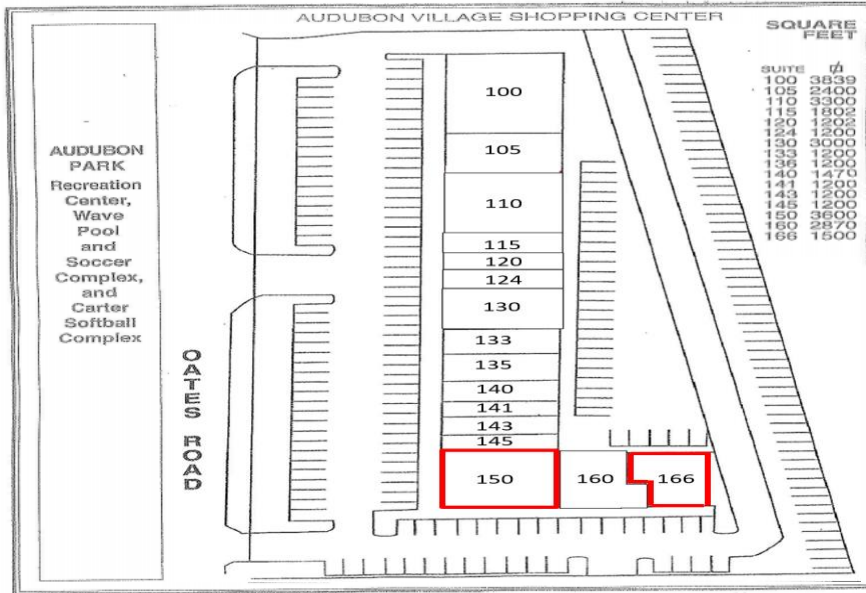 AUDUBON VILLAGE SHOPPING CENTER
SQUARE
FEET
SUITE
100 3839
105 2400
110 3300
115 1802
120 1202
124 1200
130 3000
133 1200
136 1200
140 1470
141 1200
143 1200
145 1200
150 3600
160 2870
166 1500
AUDUBON
PARK
Recreation
Center,
Wave
Pool
and
Soccer
Complex,
and
Carter
Softball
Complex
OATES ROAD
100
105
110
115
120
124
130
133
135
140
141
143
145
150
160
166